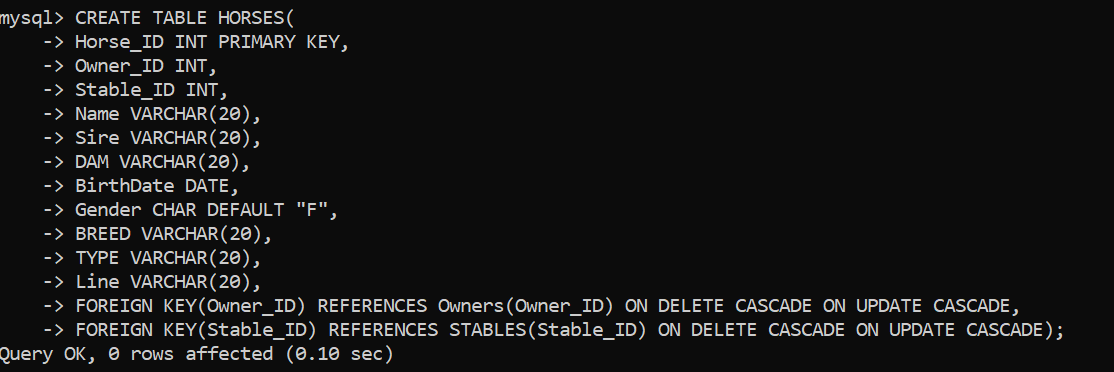 mysql> CREATE TABLE HORSES(
    -> Horse_ID INT PRIMARY KEY,
    -> Owner_ID INT,
    -> Stable_ID INT,
    -> Name VARCHAR(20),
    -> Sire VARCHAR(20),
    -> DAM VARCHAR(20),
    -> BirthDate DATE,
    -> Gender CHAR DEFAULT "F",
    -> BREED VARCHAR(20),
    -> TYPE VARCHAR(20),
    -> Line VARCHAR(20),
    -> FOREIGN KEY(Owner_ID) REFERENCES Owners(Owner_ID) ON DELETE CASCADE ON UPDATE CASCADE,
    -> FOREIGN KEY(Stable_ID) REFERENCES STABLES(Stable_ID) ON DELETE CASCADE ON UPDATE CASCADE);
Query OK, 0 rows affected (0.10 sec)